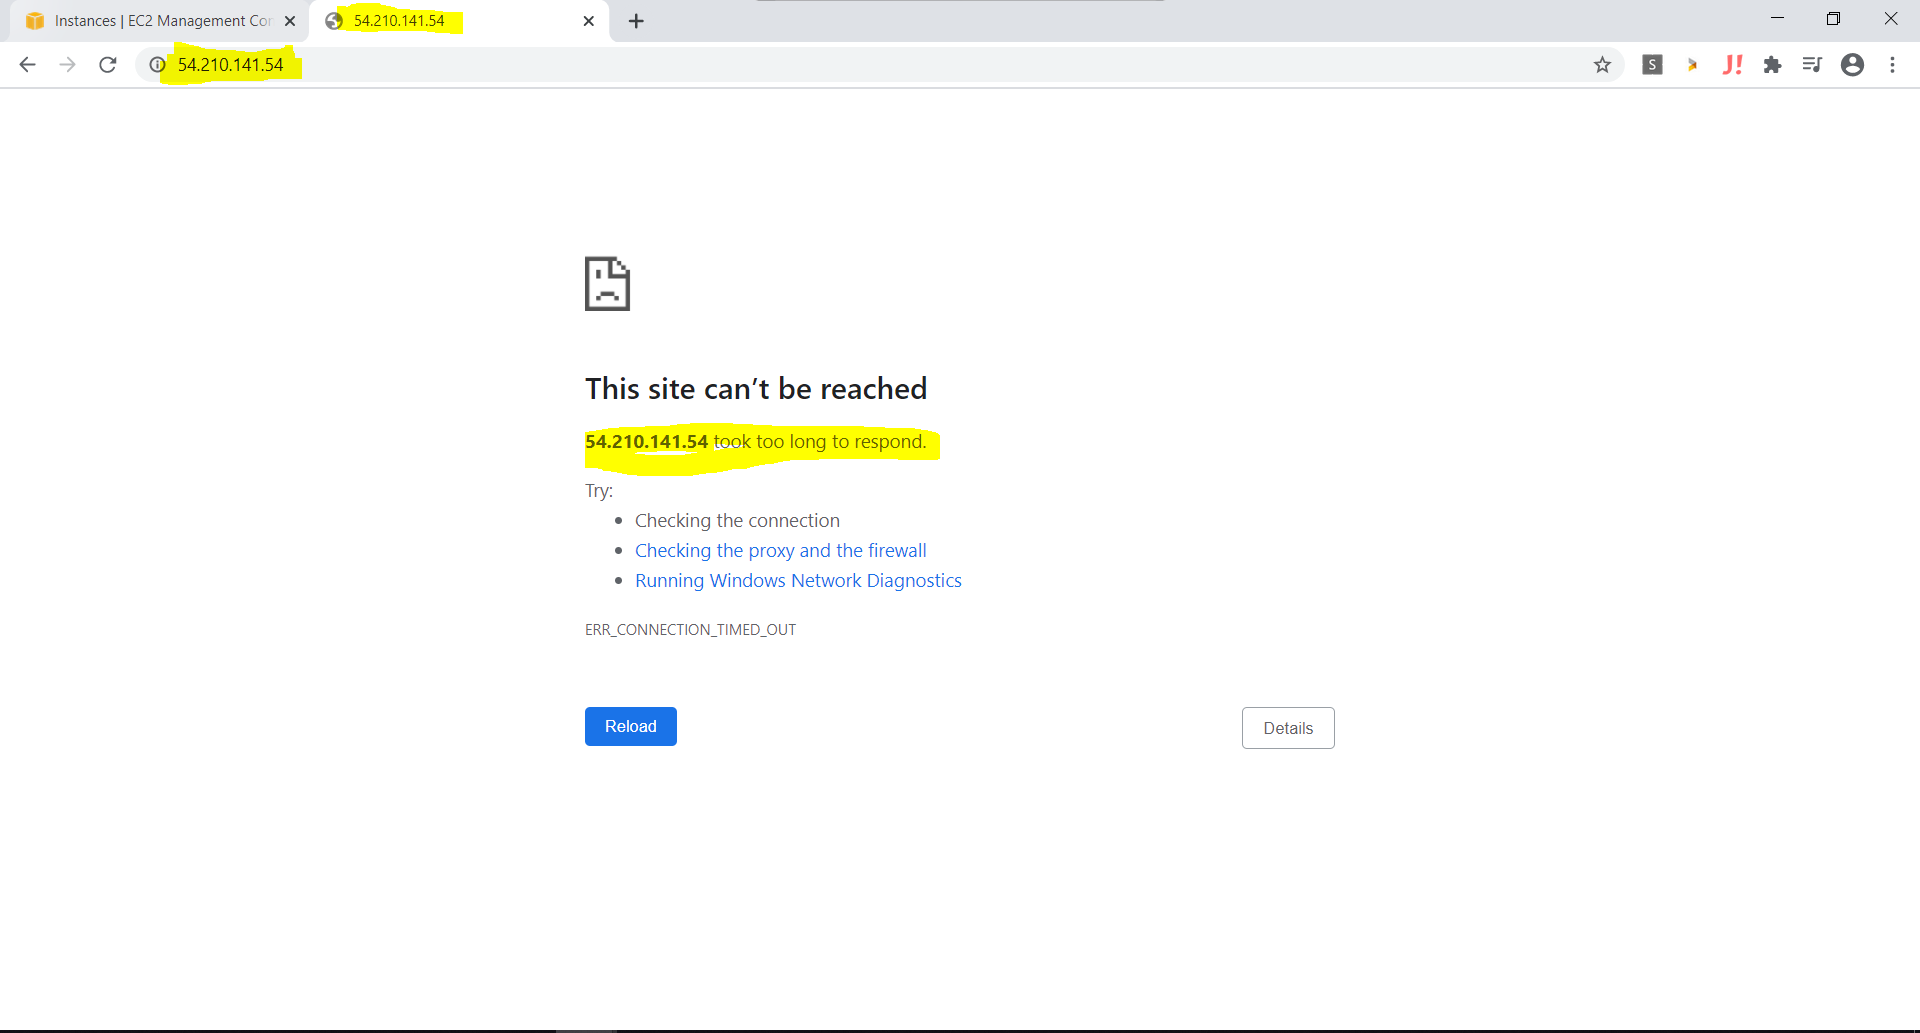 Instances | EC2 Management Con
54.210.141.54
54.210.141.54
S
J!
This site can’t be reached
54.210.141.54 took too long to respond.
Try:
Checking the connection
Checking the proxy and the firewall
Running Windows Network Diagnostics
ERR_CONNECTION_TIMED_OUT
Reload
Details